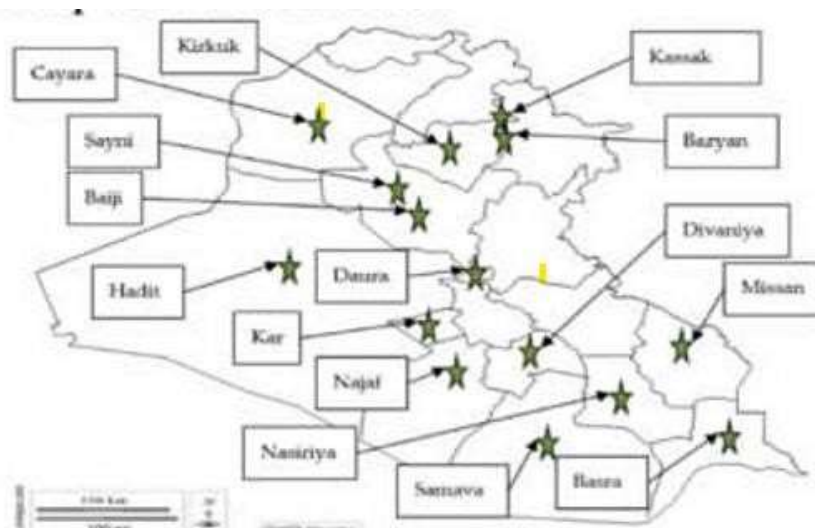 Kirkuk
Kassak
Cayara
Sayni
Bazyan
Baiji
Divaniya
Daura
Missan
Hadit
Kar
Najaf
Nasiriya
Samava
Basra